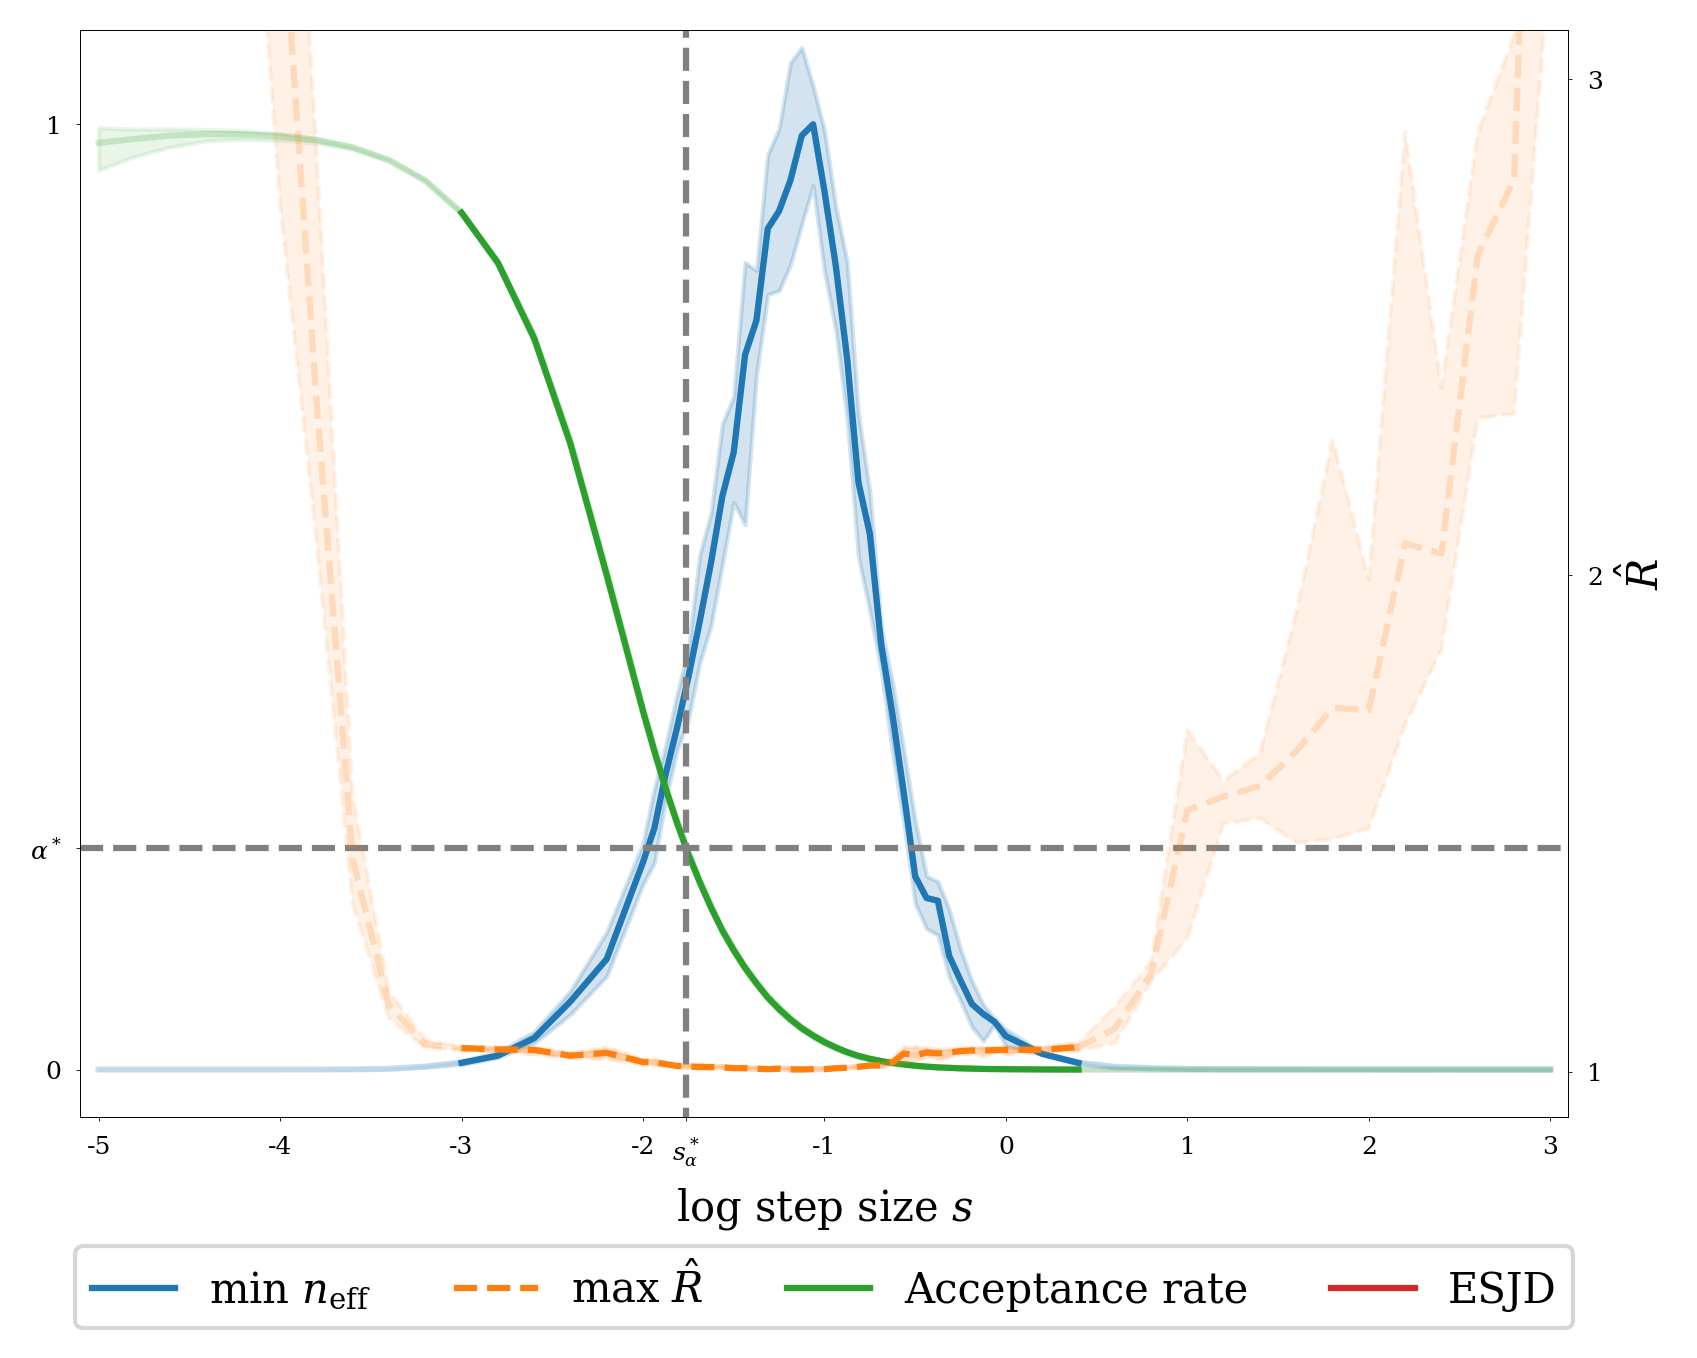 1
α*
0
3
2
R̂
1
-5 -4 -3 -2 s*α -1 0 1 2 3
log step size s
min neff max R̂ Acceptance rate ESJD